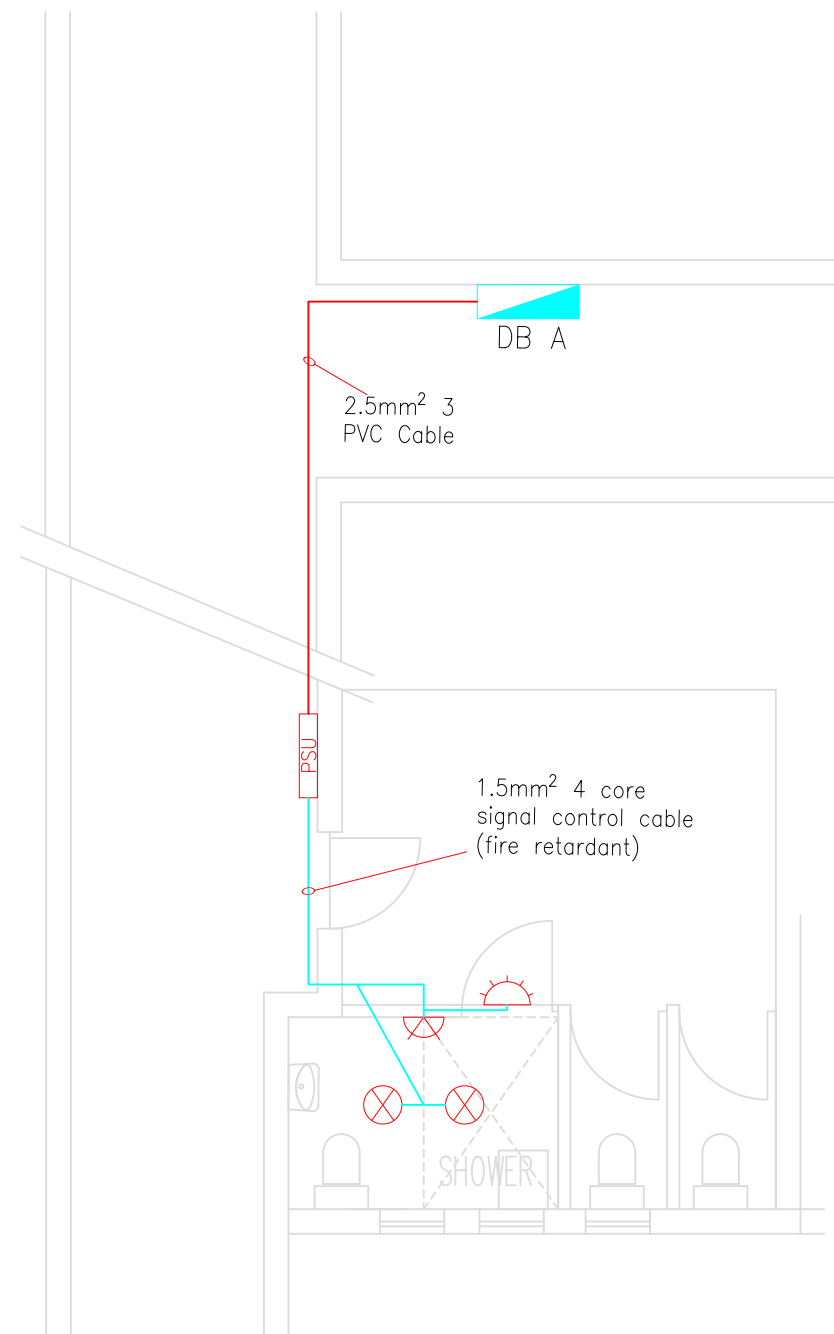 DB A
2.5mm² 3
PVC Cable
PSU
1.5mm² 4 core
signal control cable
(fire retardant)
SHOWER